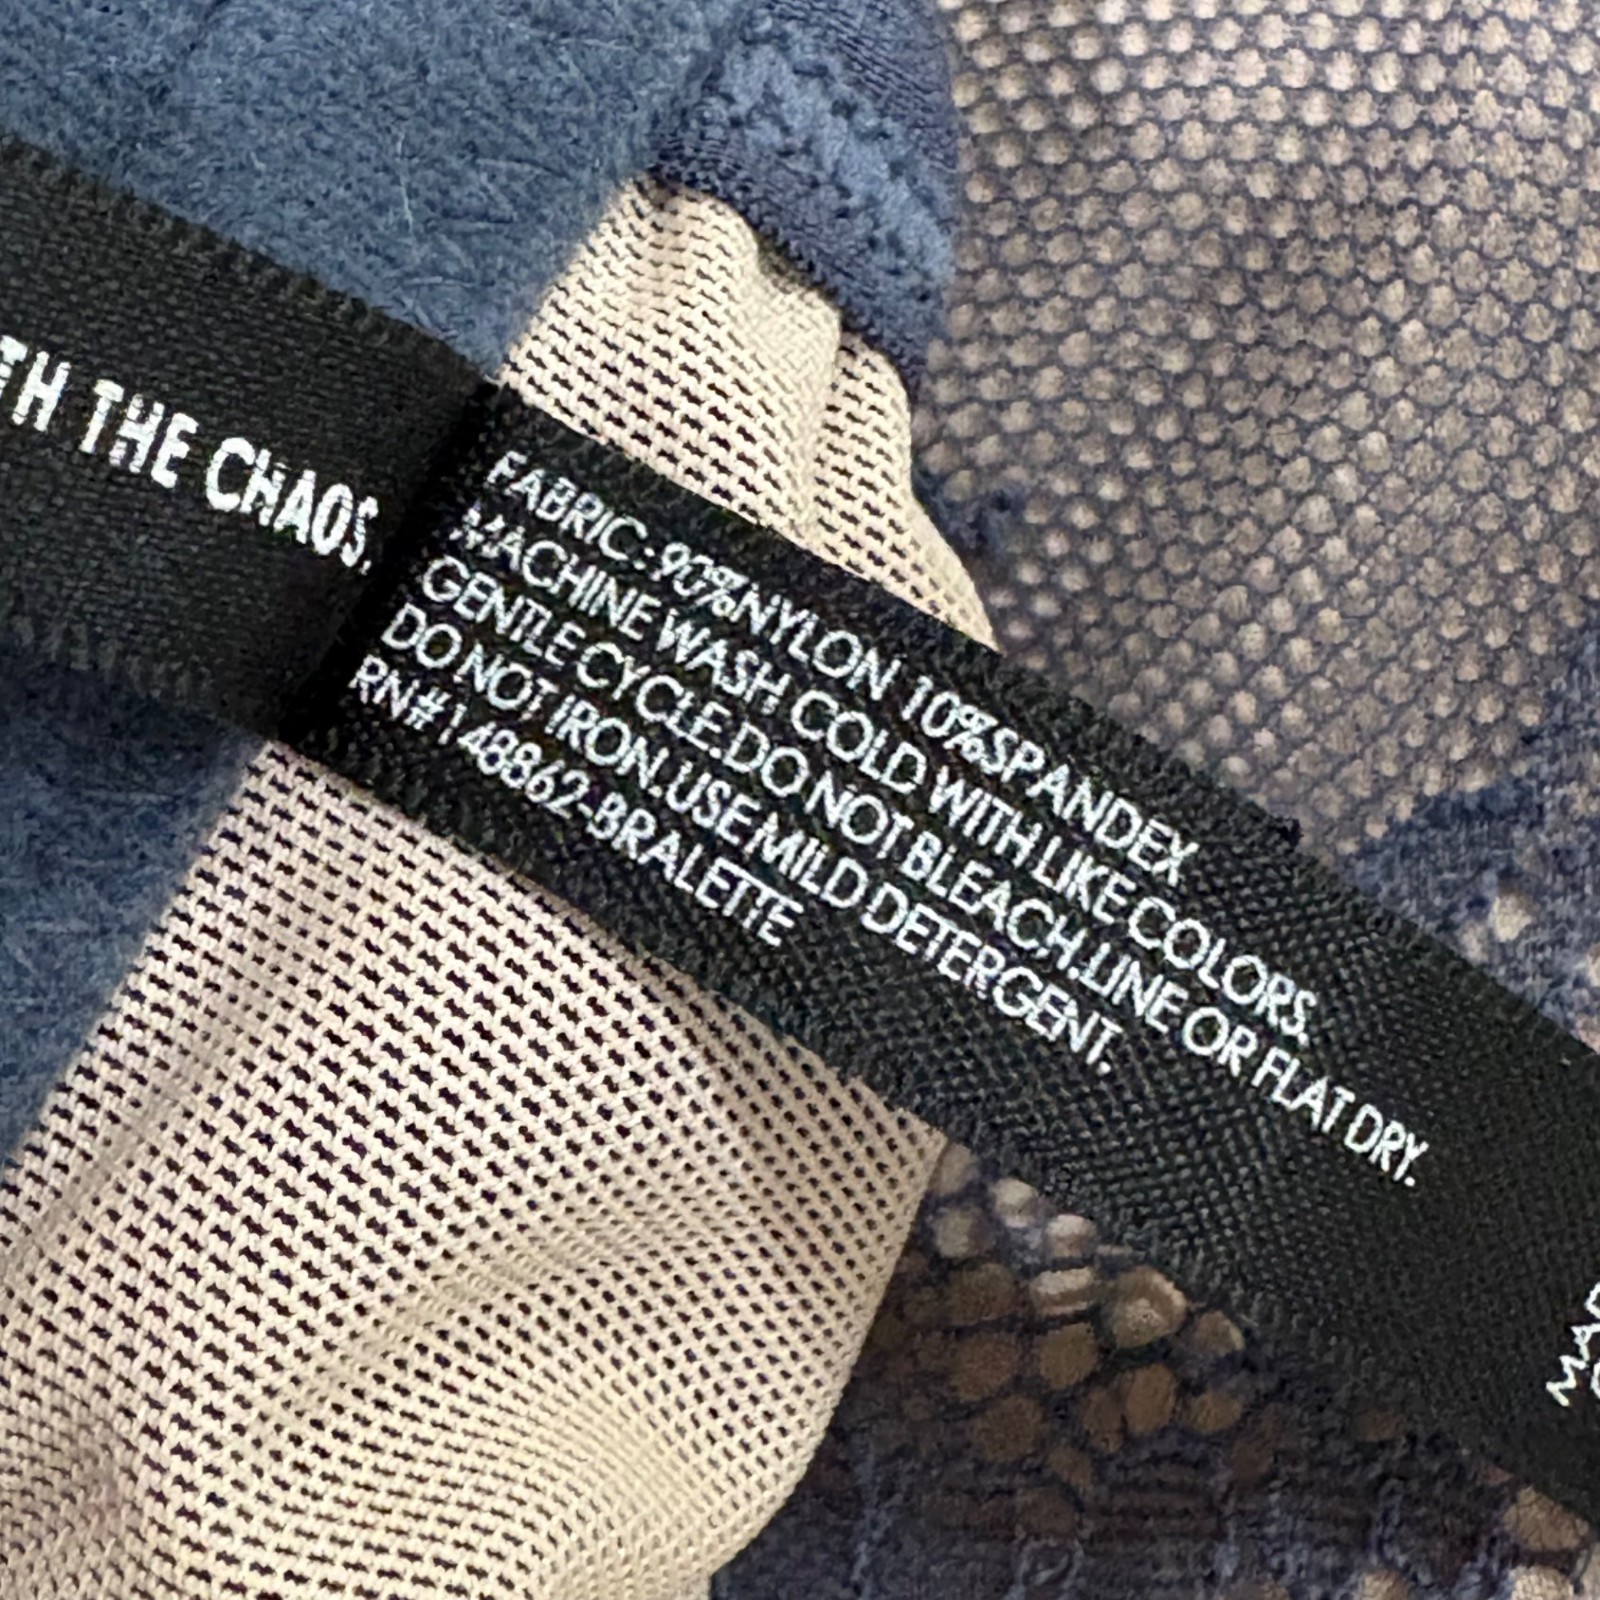 TH THE CHAOS.
FABRIC:90%NYLON 10%SPANDEX
MACHINE WASH COLD WITH LIKE COLORS.
GENTLE CYCLE.DO NOT BLEACH.LINE OR FLAT DRY.
DO NOT IRON.USE MILD DETERGENT.
RN#148862-BRALETTE
MAD